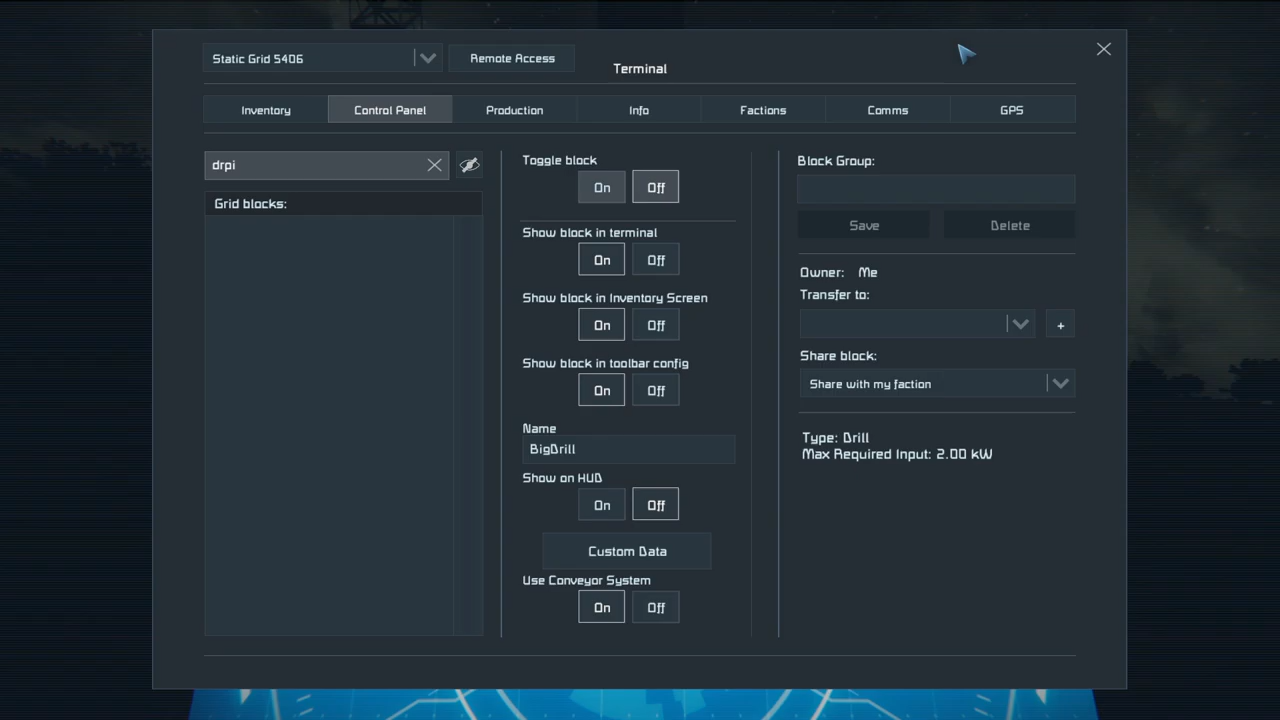 Static Grid 5406
Remote Access
Terminal
Inventory
Control Panel
Production
Info
Factions
Comms
GPS
drpi
Grid blocks:
Toggle block
On Off
Show block in terminal
On Off
Show block in Inventory Screen
On Off
Show block in toolbar config
On Off
Name
BigDrill
Show on HUD
On Off
Custom Data
Use Conveyor System
On Off
Block Group:
Save Delete
Owner: Me
Transfer to:
+
Share block:
Share with my faction
Type: Drill
Max Required Input: 2.00 kW